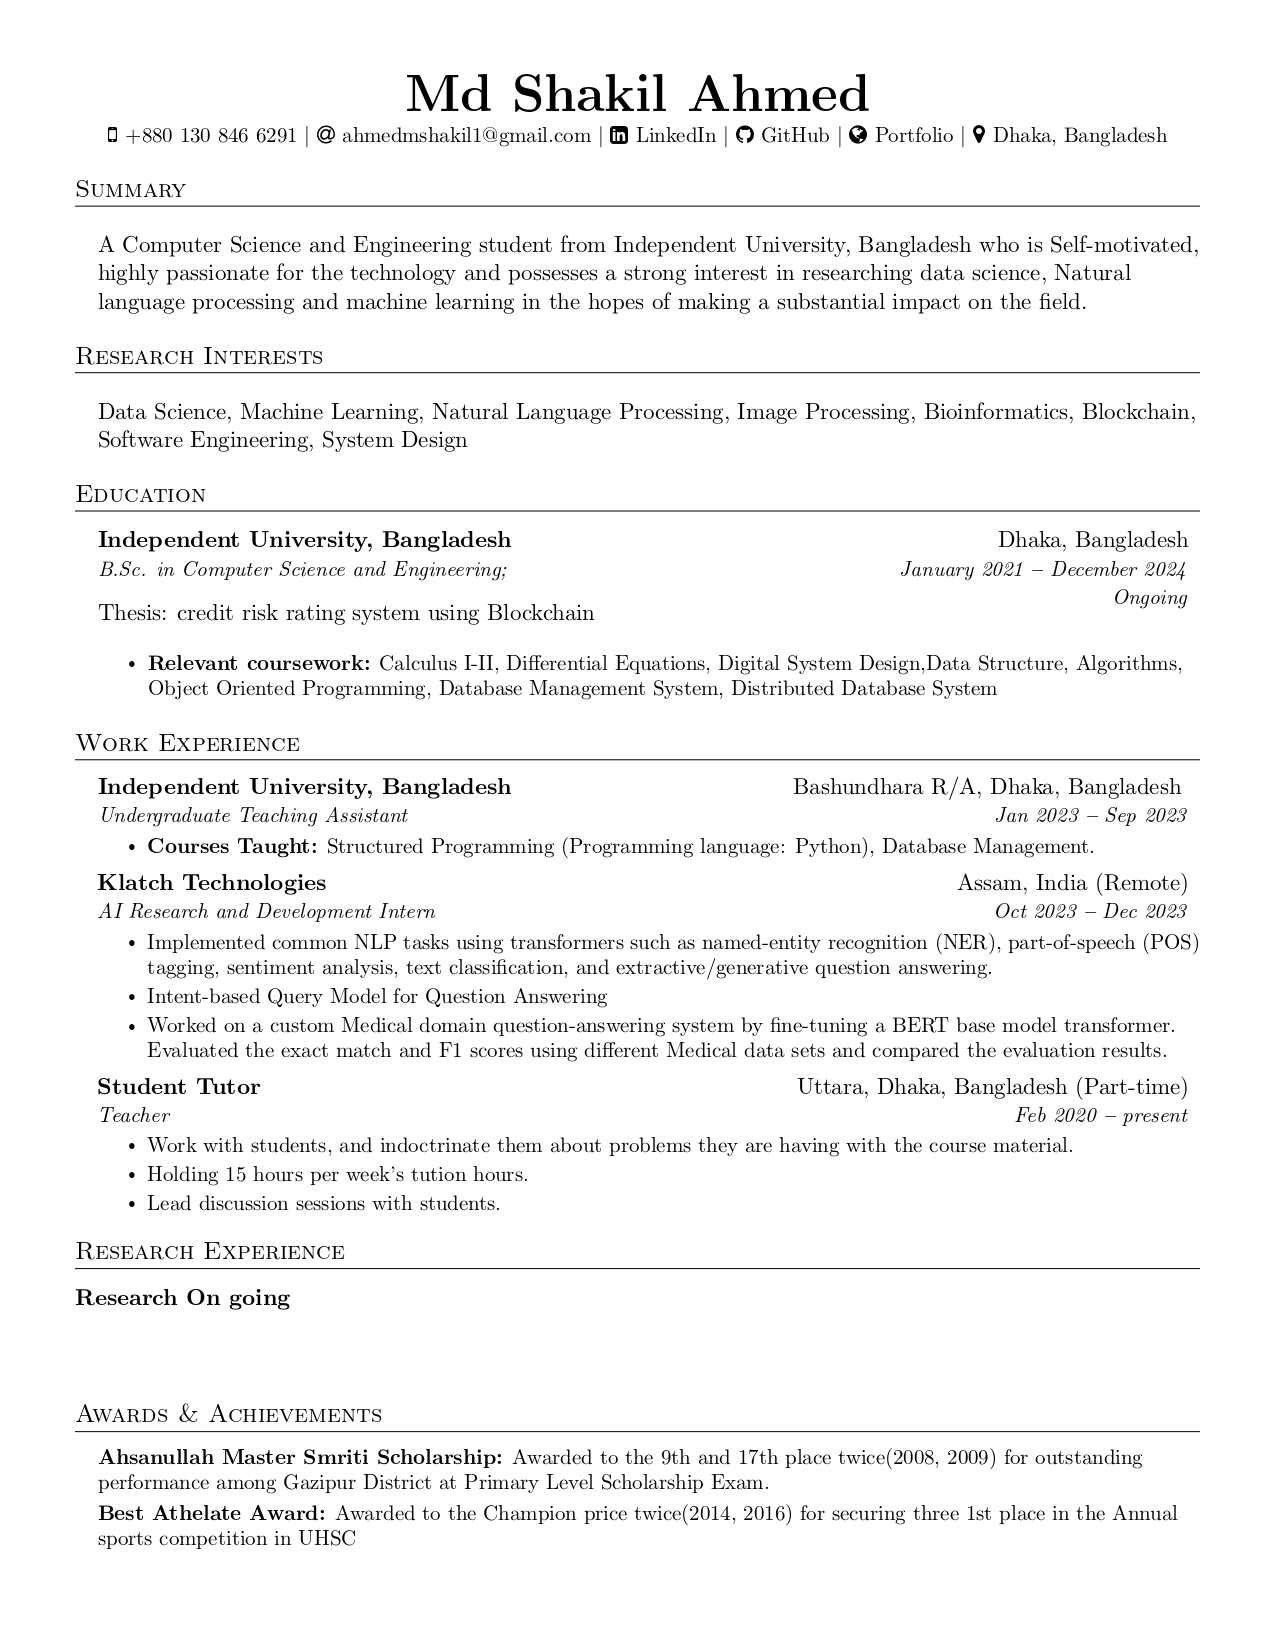 Md Shakil Ahmed
+880 130 846 6291 | ahmedmshakil1@gmail.com | LinkedIn | GitHub | Portfolio | Dhaka, Bangladesh
Summary
A Computer Science and Engineering student from Independent University, Bangladesh who is Self-motivated,
highly passionate for the technology and possesses a strong interest in researching data science, Natural
language processing and machine learning in the hopes of making a substantial impact on the field.
Research Interests
Data Science, Machine Learning, Natural Language Processing, Image Processing, Bioinformatics, Blockchain,
Software Engineering, System Design
Education
Independent University, Bangladesh Dhaka, Bangladesh
B.Sc. in Computer Science and Engineering; January 2021 – December 2024
Ongoing
Thesis: credit risk rating system using Blockchain
• Relevant coursework: Calculus I-II, Differential Equations, Digital System Design,Data Structure, Algorithms,
Object Oriented Programming, Database Management System, Distributed Database System
Work Experience
Independent University, Bangladesh Bashundhara R/A, Dhaka, Bangladesh
Undergraduate Teaching Assistant Jan 2023 – Sep 2023
• Courses Taught: Structured Programming (Programming language: Python), Database Management.
Klatch Technologies Assam, India (Remote)
AI Research and Development Intern Oct 2023 – Dec 2023
• Implemented common NLP tasks using transformers such as named-entity recognition (NER), part-of-speech (POS)
tagging, sentiment analysis, text classification, and extractive/generative question answering.
• Intent-based Query Model for Question Answering
• Worked on a custom Medical domain question-answering system by fine-tuning a BERT base model transformer.
Evaluated the exact match and F1 scores using different Medical data sets and compared the evaluation results.
Student Tutor Uttara, Dhaka, Bangladesh (Part-time)
Teacher Feb 2020 – present
• Work with students, and indoctrinate them about problems they are having with the course material.
• Holding 15 hours per week's tution hours.
• Lead discussion sessions with students.
Research Experience
Research On going
Awards & Achievements
Ahsanullah Master Smriti Scholarship: Awarded to the 9th and 17th place twice(2008, 2009) for outstanding
performance among Gazipur District at Primary Level Scholarship Exam.
Best Athelate Award: Awarded to the Champion price twice(2014, 2016) for securing three 1st place in the Annual
sports competition in UHSC